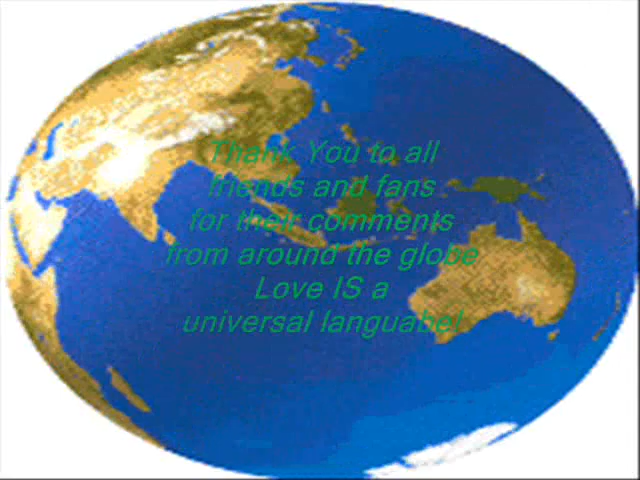 Thank You to all
friends and fans
for their comments
from around the globe
Love IS a
universal languabe!